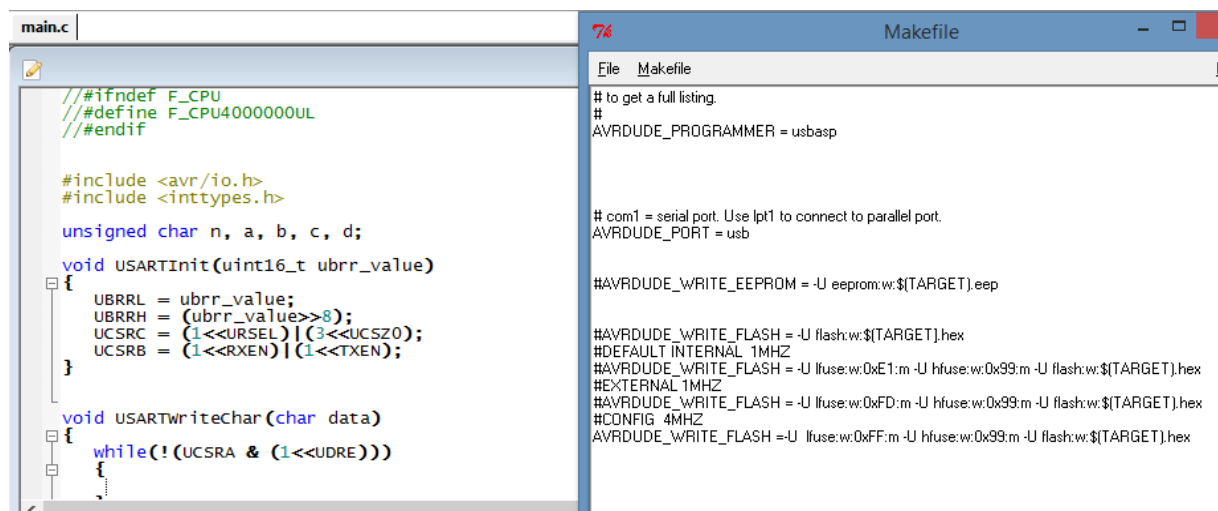 main.c
//#ifndef F_CPU
//#define F_CPU4000000UL
//#endif
#include <avr/io.h>
#include <inttypes.h>
unsigned char n, a, b, c, d;
void USARTInit(uint16_t ubrr_value)
{
UBRRL = ubrr_value;
UBRRH = (ubrr_value>>8);
UCSRC = (1<<URSEL)|(3<<UCSZ0);
UCSRB = (1<<RXEN)|(1<<TXEN);
}
void USARTWriteChar(char data)
{
while(!(UCSRA & (1<<UDRE)))
{
Makefile
File Makefile
# to get a full listing.
#
AVRDUDE_PROGRAMMER = usbasp
# com1 = serial port. Use lpt1 to connect to parallel port.
AVRDUDE_PORT = usb
#AVRDUDE_WRITE_EEPROM = -U eeprom:w:$(TARGET).eep
#AVRDUDE_WRITE_FLASH = -U flash:w:$(TARGET).hex
#DEFAULT INTERNAL 1MHZ
#AVRDUDE_WRITE_FLASH = -U lfuse:w:0xE1:m -U hfuse:w:0x99:m -U flash:w:$(TARGET).hex
#EXTERNAL 1MHZ
#AVRDUDE_WRITE_FLASH = -U lfuse:w:0xFD:m -U hfuse:w:0x99:m -U flash:w:$(TARGET).hex
#CONFIG 4MHZ
AVRDUDE_WRITE_FLASH =-U lfuse:w:0xFF:m -U hfuse:w:0x99:m -U flash:w:$(TARGET).hex